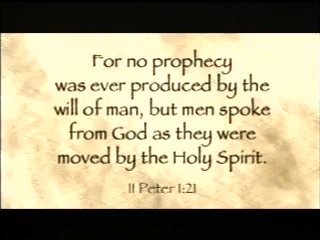 For no prophecy
was ever produced by the
will of man, but men spoke
from God as they were
moved by the Holy Spirit.
II Peter 1:21